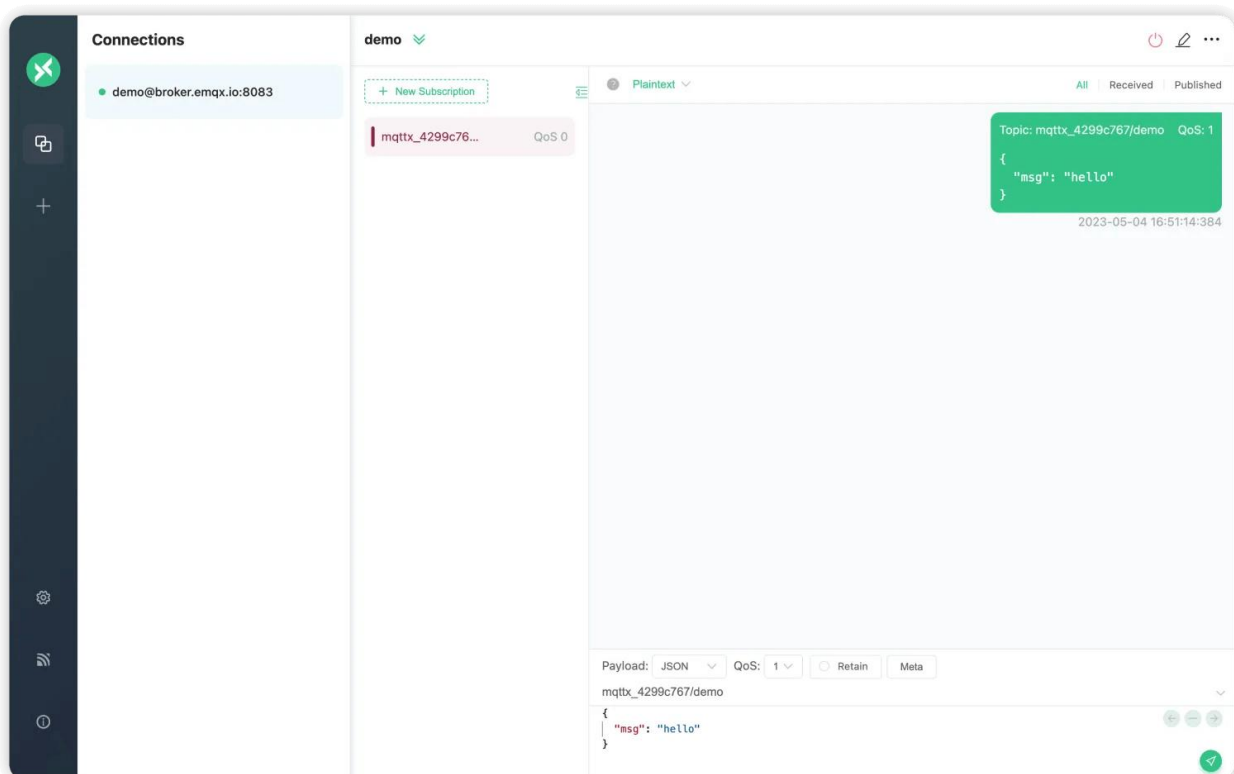 Connections
demo@broker.emqx.io:8083
demo
+ New Subscription
mqttx_4299c76... QoS 0
Plaintext
All Received Published
Topic: mqttx_4299c767/demo QoS: 1
{
"msg": "hello"
}
2023-05-04 16:51:14:384
Payload: JSON QoS: 1 Retain Meta
mqttx_4299c767/demo
{
"msg": "hello"
}